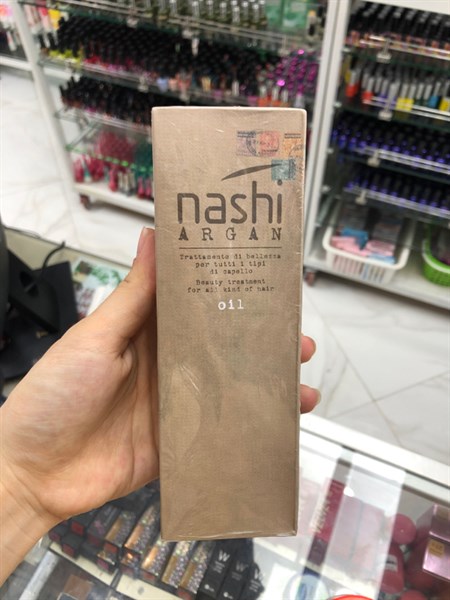 nashi
ARGAN
Trattamento di bellezza
per tutti i tipi
di capello
Beauty treatment
for all kind of hair
oil